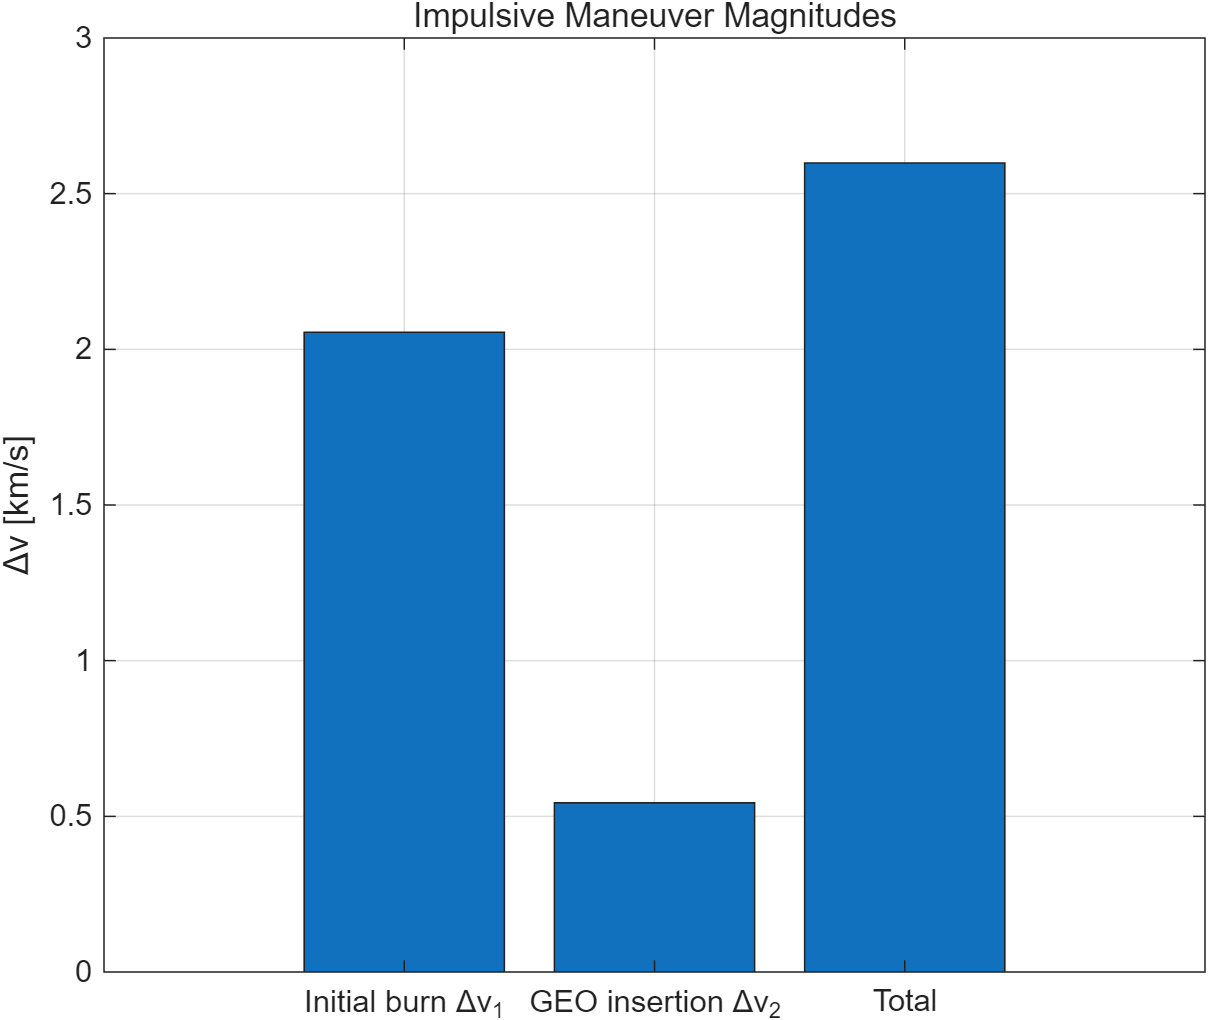 Impulsive Maneuver Magnitudes
3
2.5
2
1.5
1
0.5
0
Δv [km/s]
Initial burn Δv₁
GEO insertion Δv₂
Total